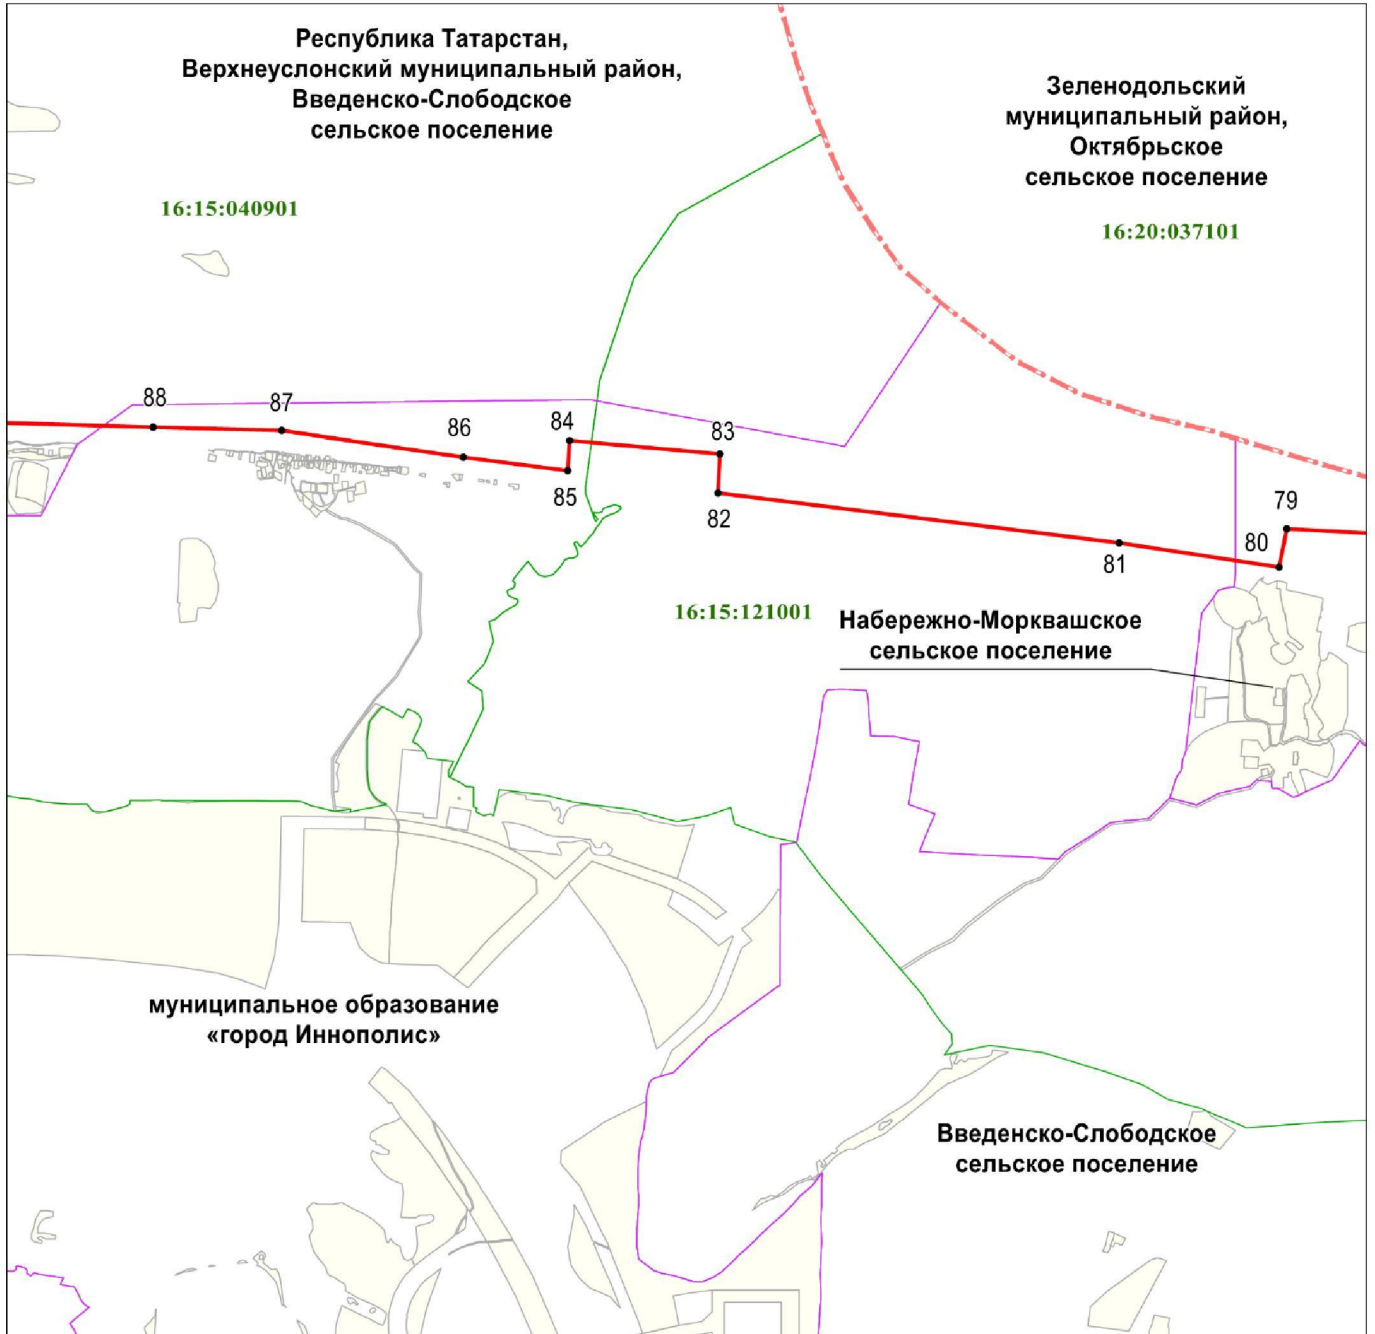 Республика Татарстан,
Верхнеуслонский муниципальный район,
Введенско-Слободское
сельское поселение
Зеленодольский
муниципальный район,
Октябрьское
сельское поселение
16:15:040901
16:20:037101
88
87
86
84
83
85
82
79
80
81
16:15:121001
Набережно-Морквашское
сельское поселение
муниципальное образование
«город Иннополис»
Введенско-Слободское
сельское поселение